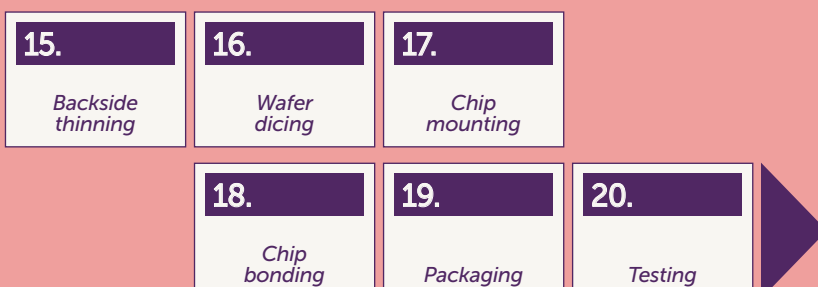 15.
Backside
thinning
16.
Wafer
dicing
17.
Chip
mounting
18.
Chip
bonding
19.
Packaging
20.
Testing